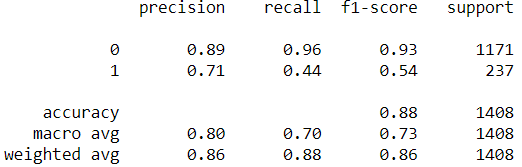 precision recall f1-score support
0 0.89 0.96 0.93 1171
1 0.71 0.44 0.54 237
accuracy 0.88 1408
macro avg 0.80 0.70 0.73 1408
weighted avg 0.86 0.88 0.86 1408